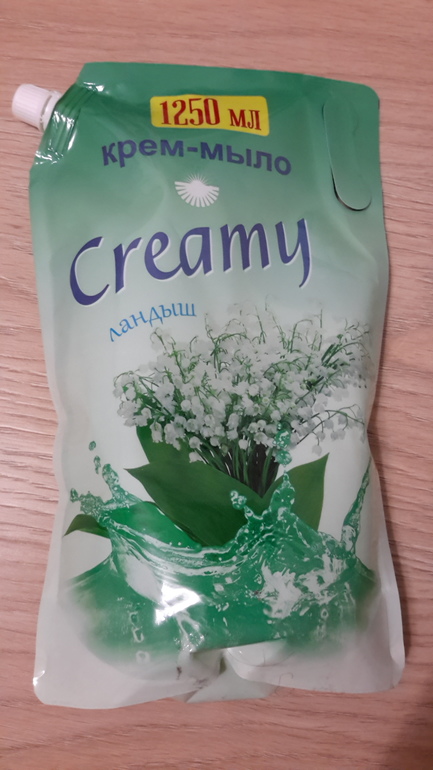 1250 мл
крем-мыло
Creamy
ландыш